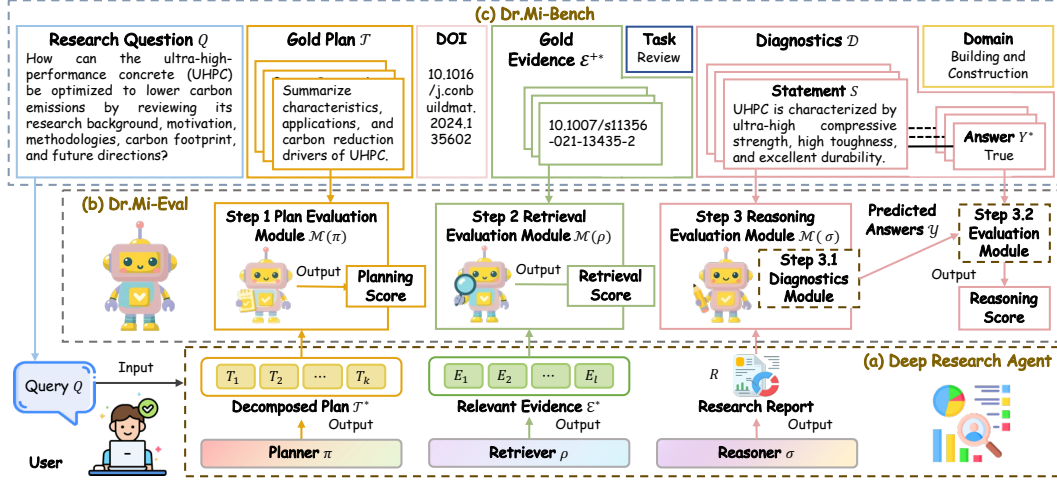 (c) Dr.Mi-Bench
Research Question Q
How can the ultra-high-
performance concrete (UHPC)
be optimized to lower carbon
emissions by reviewing its
research background, motivation,
methodologies, carbon footprint,
and future directions?
Gold Plan 𝒯
Summarize
characteristics,
applications, and
carbon reduction
drivers of UHPC.
DOI
10.1016
/j.conb
uildmat.
2024.1
35602
Gold
Evidence ℰ⁺*
10.1007/s11356
-021-13435-2
Task
Review
Diagnostics 𝒟
Statement S
UHPC is characterized by
ultra-high compressive
strength, high toughness,
and excellent durability.
Domain
Building and
Construction
Answer Y*
True
(b) Dr.Mi-Eval
Step 1 Plan Evaluation
Module ℳ(π)
Output
Planning
Score
Step 2 Retrieval
Evaluation Module ℳ(ρ)
Output
Retrieval
Score
Step 3 Reasoning
Evaluation Module ℳ(σ)
Step 3.1
Diagnostics
Module
Predicted
Answers 𝒴
Step 3.2
Evaluation
Module
Output
Reasoning
Score
(a) Deep Research Agent
Query Q
Input
User
T₁ T₂ ... Tₖ
Decomposed Plan 𝒯*
Output
Planner π
E₁ E₂ ... Eₗ
Relevant Evidence ℰ*
Output
Retriever ρ
R
Research Report
Output
Reasoner σ